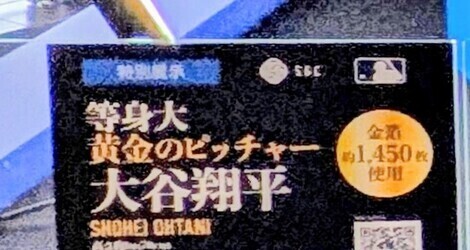 特別展示
等身大
黄金のピッチャー
大谷翔平
SHOHEI OHTANI
金箔
約1,450枚
使用